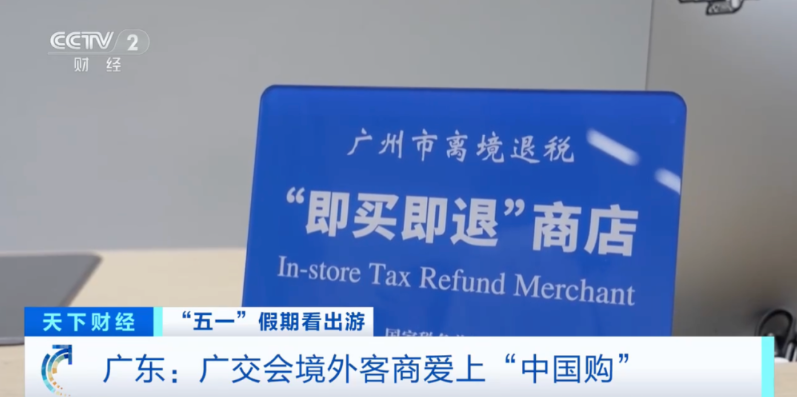 CCTV 2
财经
广州市离境退税
“即买即退”商店
In-store Tax Refund Merchant
天下财经
“五一”假期看出游
广东：广交会境外客商爱上“中国购”